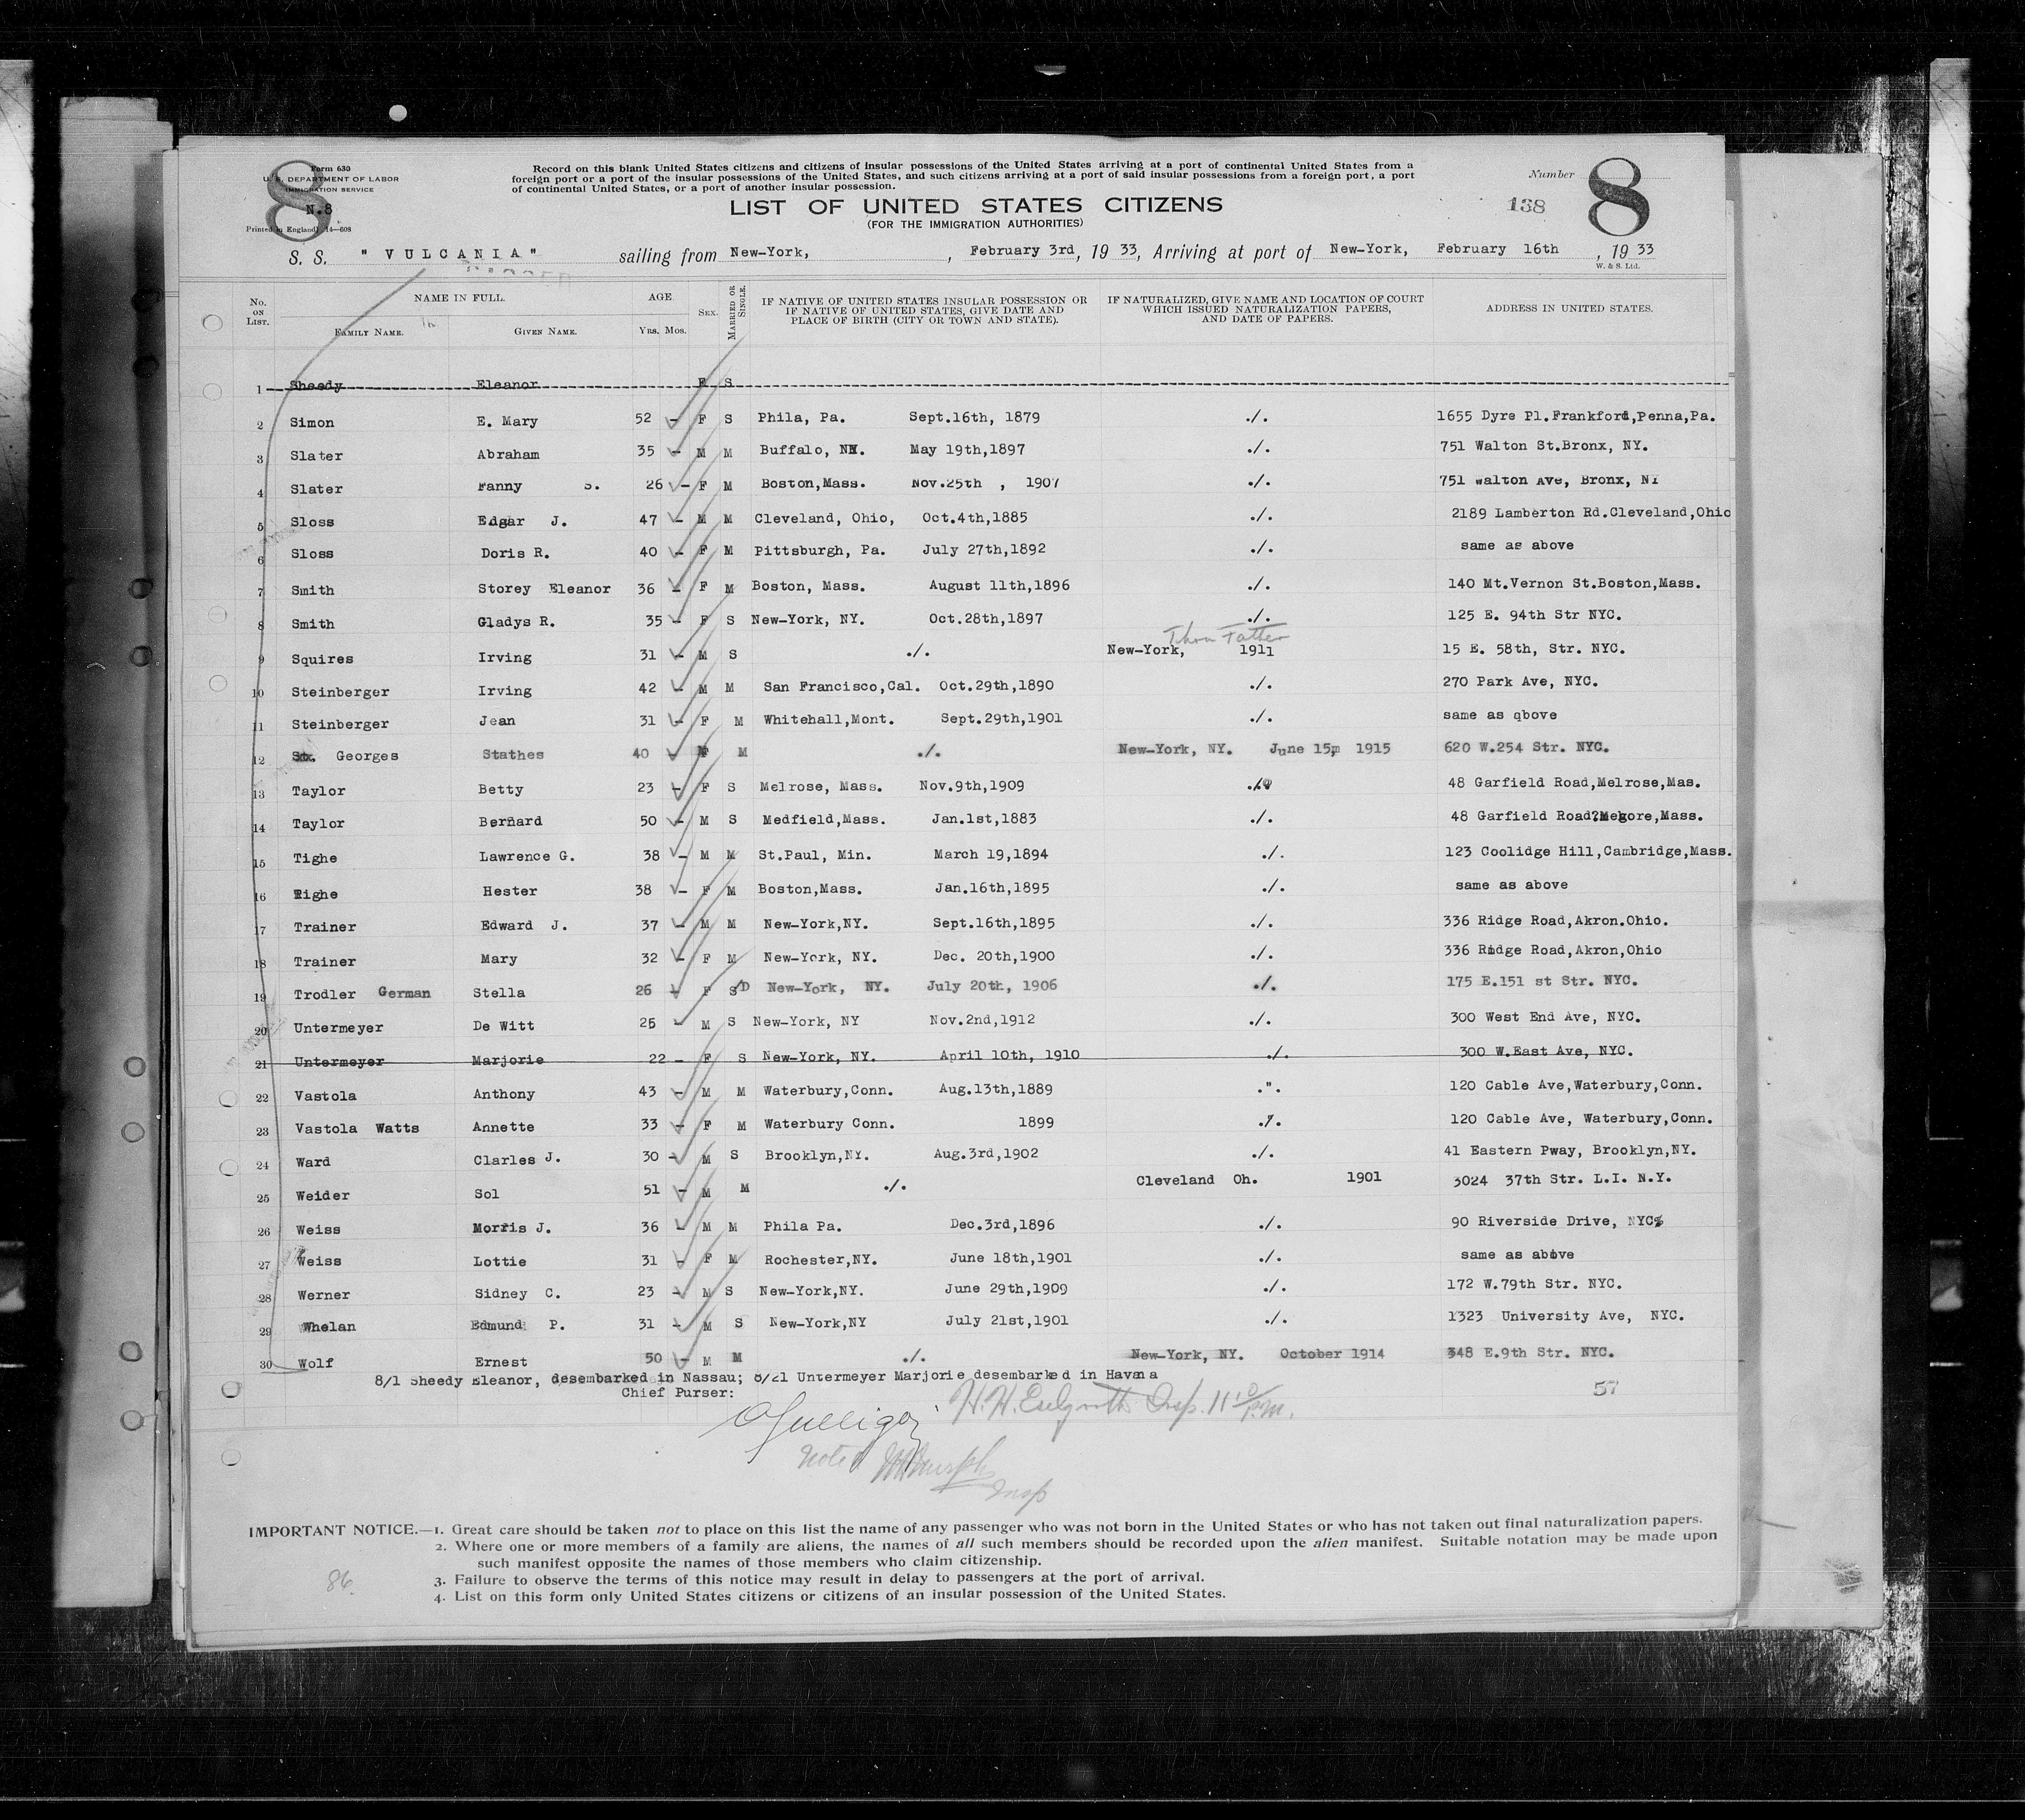 Form 630
U. S. DEPARTMENT OF LABOR
IMMIGRATION SERVICE
8
N.8
Printed in England 14—608
Record on this blank United States citizens and citizens of insular possessions of the United States arriving at a port of continental United States from a
foreign port or a port of the insular possessions of the United States, and such citizens arriving at a port of said insular possessions from a foreign port, a port
of continental United States, or a port of another insular possession.
Number 8
138
LIST OF UNITED STATES CITIZENS
(FOR THE IMMIGRATION AUTHORITIES)
S. S. "VULCANIA" sailing from New-York, , February 3rd, 19 33, Arriving at port of New-York, February 16th , 19 33
W. & S. Ltd.
No. ON LIST. NAME IN FULL. FAMILY NAME. GIVEN NAME. AGE YRS. MOS. SEX. MARRIED OR SINGLE. IF NATIVE OF UNITED STATES INSULAR POSSESSION OR IF NATIVE OF UNITED STATES, GIVE DATE AND PLACE OF BIRTH (CITY OR TOWN AND STATE). IF NATURALIZED, GIVE NAME AND LOCATION OF COURT WHICH ISSUED NATURALIZATION PAPERS, AND DATE OF PAPERS. ADDRESS IN UNITED STATES.
1 Sheedy Eleanor F S
2 Simon E. Mary 52 - F S Phila, Pa. Sept.16th, 1879 ./. 1655 Dyre Pl.Frankford,Penna,Pa.
3 Slater Abraham 35 - M M Buffalo, NY. May 19th,1897 ./. 751 Walton St.Bronx, NY.
4 Slater Fanny S. 26 - F M Boston,Mass. Nov.25th , 1907 ./. 751 Walton Ave, Bronx, NY
5 Sloss Edgar J. 47 - M M Cleveland, Ohio, Oct.4th,1885 ./. 2189 Lamberton Rd.Cleveland,Ohio
6 Sloss Doris R. 40 - F M Pittsburgh, Pa. July 27th,1892 ./. same as above
7 Smith Storey Eleanor 36 - F M Boston, Mass. August 11th,1896 ./. 140 Mt.Vernon St.Boston,Mass.
8 Smith Gladys R. 35 - F S New-York, NY. Oct.28th,1897 ./. 125 E. 94th Str NYC.
Thru Father
9 Squires Irving 31 - M S ./. New-York, 1911 15 E. 58th, Str. NYC.
10 Steinberger Irving 42 - M M San Francisco,Cal. Oct.29th,1890 ./. 270 Park Ave, NYC.
11 Steinberger Jean 31 - F M Whitehall,Mont. Sept.29th,1901 ./. same as qbove
12 Georges Stathes 40 - M M ./. New-York, NY. June 15, 1915 620 W.254 Str. NYC.
13 Taylor Betty 23 - F S Melrose, Mass. Nov.9th,1909 ./. 48 Garfield Road,Melrose,Mas.
14 Taylor Bernard 50 - M S Medfield,Mass. Jan.1st,1883 ./. 48 Garfield Road Mass.
15 Tighe Lawrence G. 38 - M M St.Paul, Min. March 19,1894 ./. 123 Coolidge Hill,Cambridge,Mass.
16 Tighe Hester 38 - F M Boston,Mass. Jan.16th,1895 ./. same as above
17 Trainer Edward J. 37 - M M New-York,NY. Sept.16th,1895 ./. 336 Ridge Road,Akron.Ohio.
18 Trainer Mary 32 - F M New-York, NY. Dec. 20th,1900 ./. 336 Ridge Road,Akron,Ohio
19 Trodler German Stella 26 - F S D New-York, NY. July 20th, 1906 ./. 175 E.151 st Str. NYC.
20 Untermeyer De Witt 25 - M S New-York, NY Nov.2nd,1912 ./. 300 West End Ave, NYC.
21 Untermeyer Marjorie 22 - F S New-York, NY. April 10th, 1910 ./. 300 W.East Ave, NYC.
22 Vastola Anthony 43 - M M Waterbury,Conn. Aug.13th,1889 .". 120 Cable Ave,Waterbury,Conn.
23 Vastola Watts Annette 33 - F M Waterbury Conn. 1899 ./. 120 Cable Ave, Waterbury,Conn.
24 Ward Clarles J. 30 - M S Brooklyn,NY. Aug.3rd,1902 ./. 41 Eastern Pway, Brooklyn,NY.
25 Weider Sol 51 - M M ./. Cleveland Oh. 1901 3024 37th Str. L.I. N.Y.
26 Weiss Morris J. 36 - M M Phila Pa. Dec.3rd,1896 ./. 90 Riverside Drive, NYC
27 Weiss Lottie 31 - F M Rochester,NY. June 18th,1901 ./. same as above
28 Werner Sidney C. 23 - M S New-York,NY. June 29th,1909 ./. 172 W.79th Str. NYC.
29 Whelan Edmund P. 31 - M S New-York,NY July 21st,1901 ./. 1323 University Ave, NYC.
30 Wolf Ernest 50 - M M ./. New-York, NY. October 1914 348 E.9th Str. NYC.
8/1 Sheedy Eleanor, desembarked in Nassau; 8/21 Untermeyer Marjorie desembarked in Havana
Chief Purser:
57
H. H. Insp. 11 P.M.
Noted Murphy
Insp
IMPORTANT NOTICE.—1. Great care should be taken not to place on this list the name of any passenger who was not born in the United States or who has not taken out final naturalization papers.
2. Where one or more members of a family are aliens, the names of all such members should be recorded upon the alien manifest. Suitable notation may be made upon
such manifest opposite the names of those members who claim citizenship.
3. Failure to observe the terms of this notice may result in delay to passengers at the port of arrival.
4. List on this form only United States citizens or citizens of an insular possession of the United States.
86.